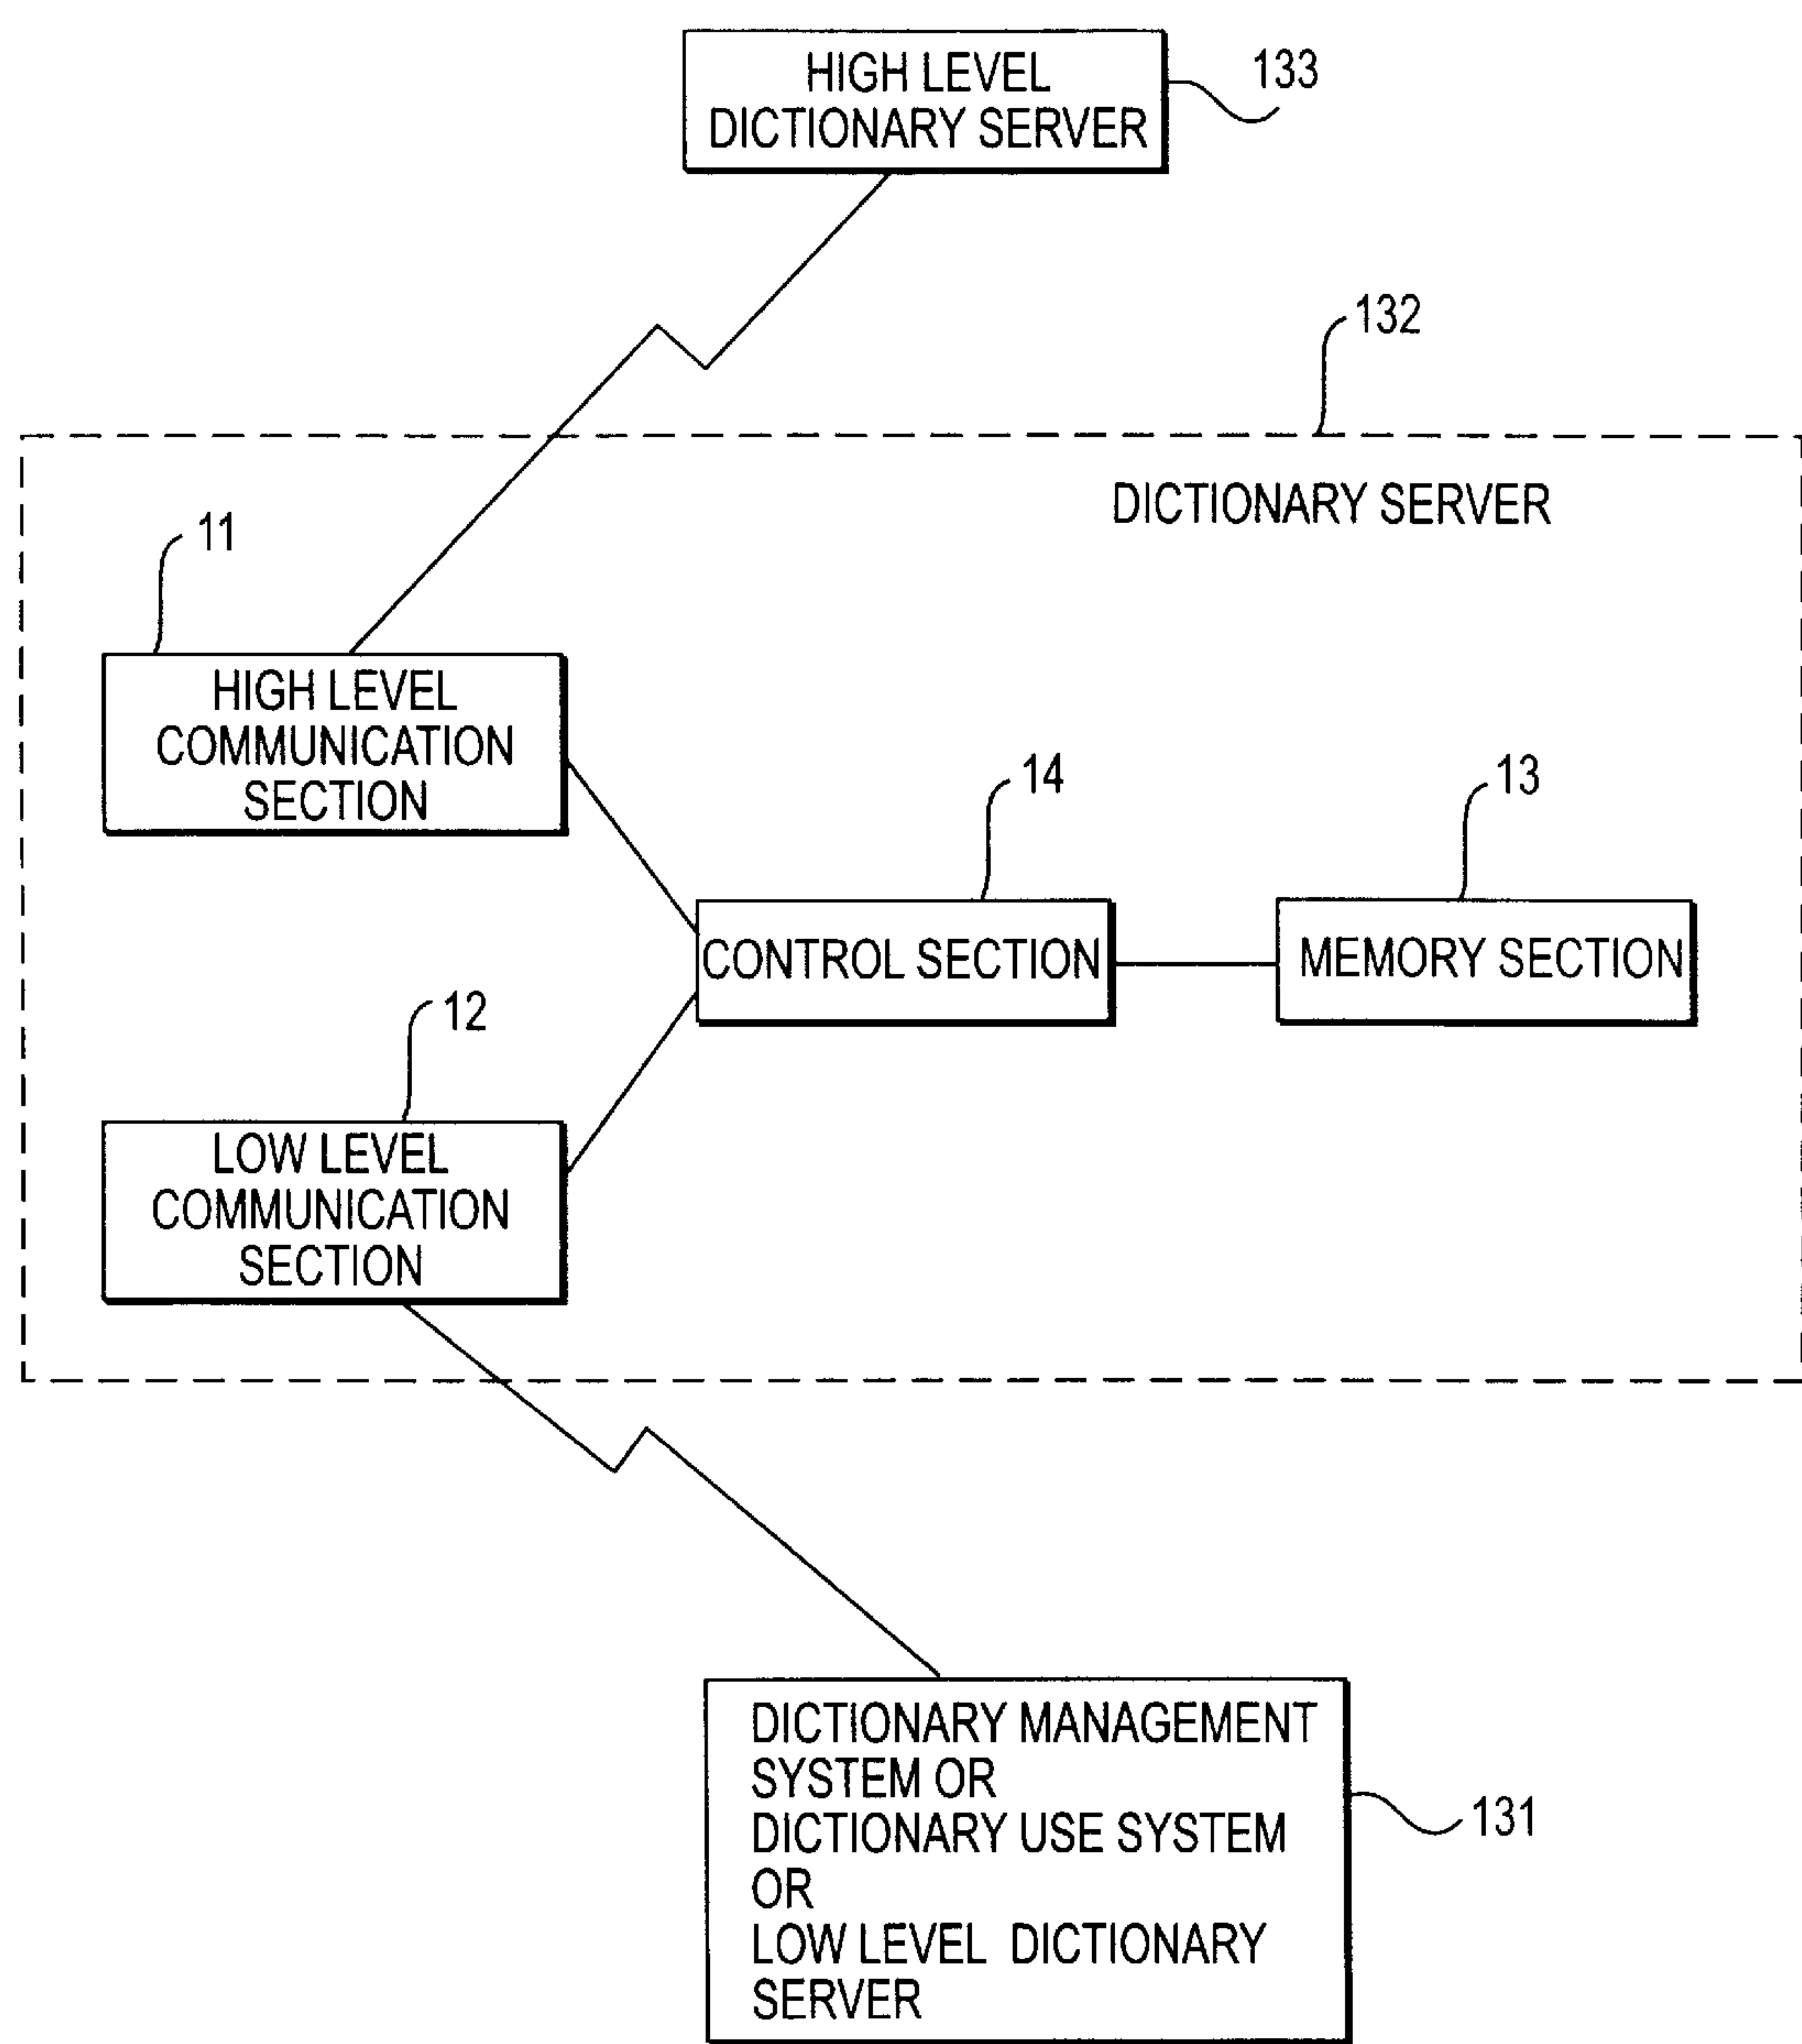 HIGH LEVEL
DICTIONARY SERVER
133
132
DICTIONARY SERVER
11
HIGH LEVEL
COMMUNICATION
SECTION
14
13
CONTROL SECTION
MEMORY SECTION
12
LOW LEVEL
COMMUNICATION
SECTION
DICTIONARY MANAGEMENT
SYSTEM OR
DICTIONARY USE SYSTEM
OR
LOW LEVEL DICTIONARY
SERVER
131